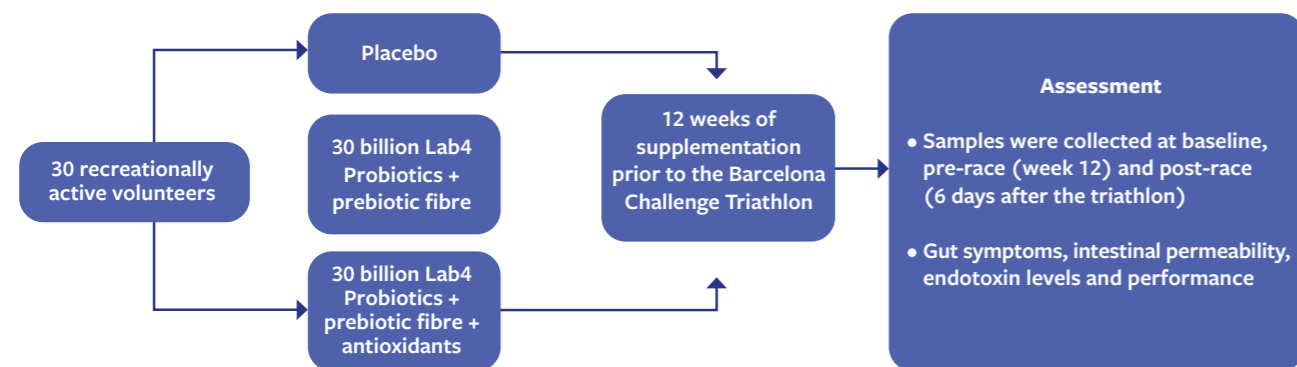 30 recreationally
active volunteers
Placebo
30 billion Lab4
Probiotics +
prebiotic fibre
30 billion Lab4
Probiotics +
prebiotic fibre +
antioxidants
12 weeks of
supplementation
prior to the Barcelona
Challenge Triathlon
Assessment
● Samples were collected at baseline,
pre-race (week 12) and post-race
(6 days after the triathlon)
● Gut symptoms, intestinal permeability,
endotoxin levels and performance